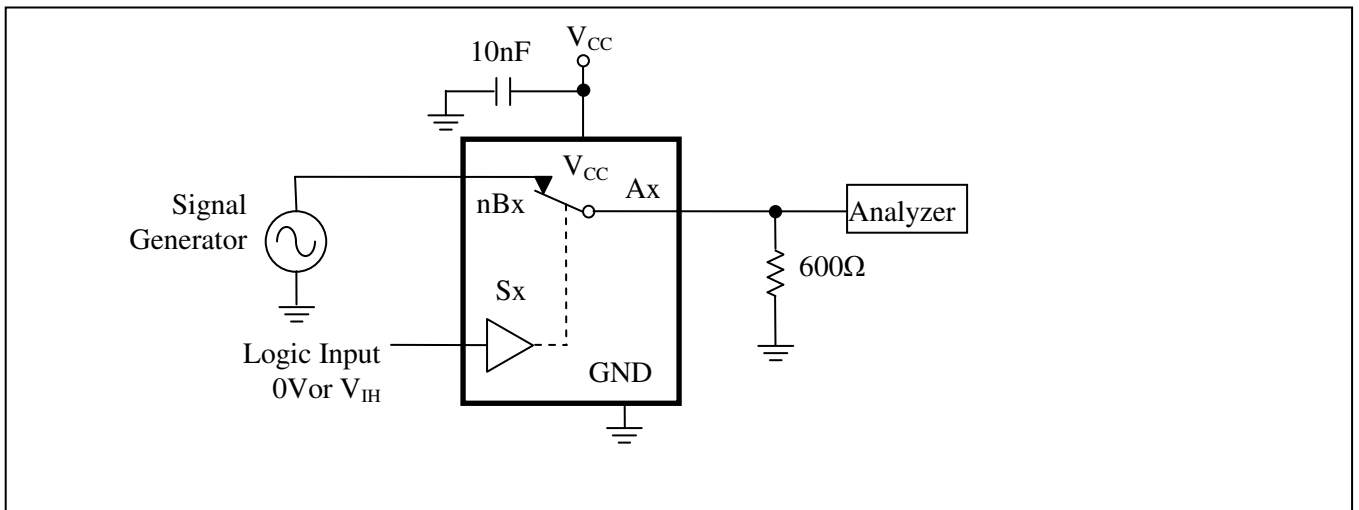 V_CC
10nF
V_CC
nBx
Ax
Analyzer
Signal
Generator
600Ω
Sx
Logic Input
0Vor V_IH
GND